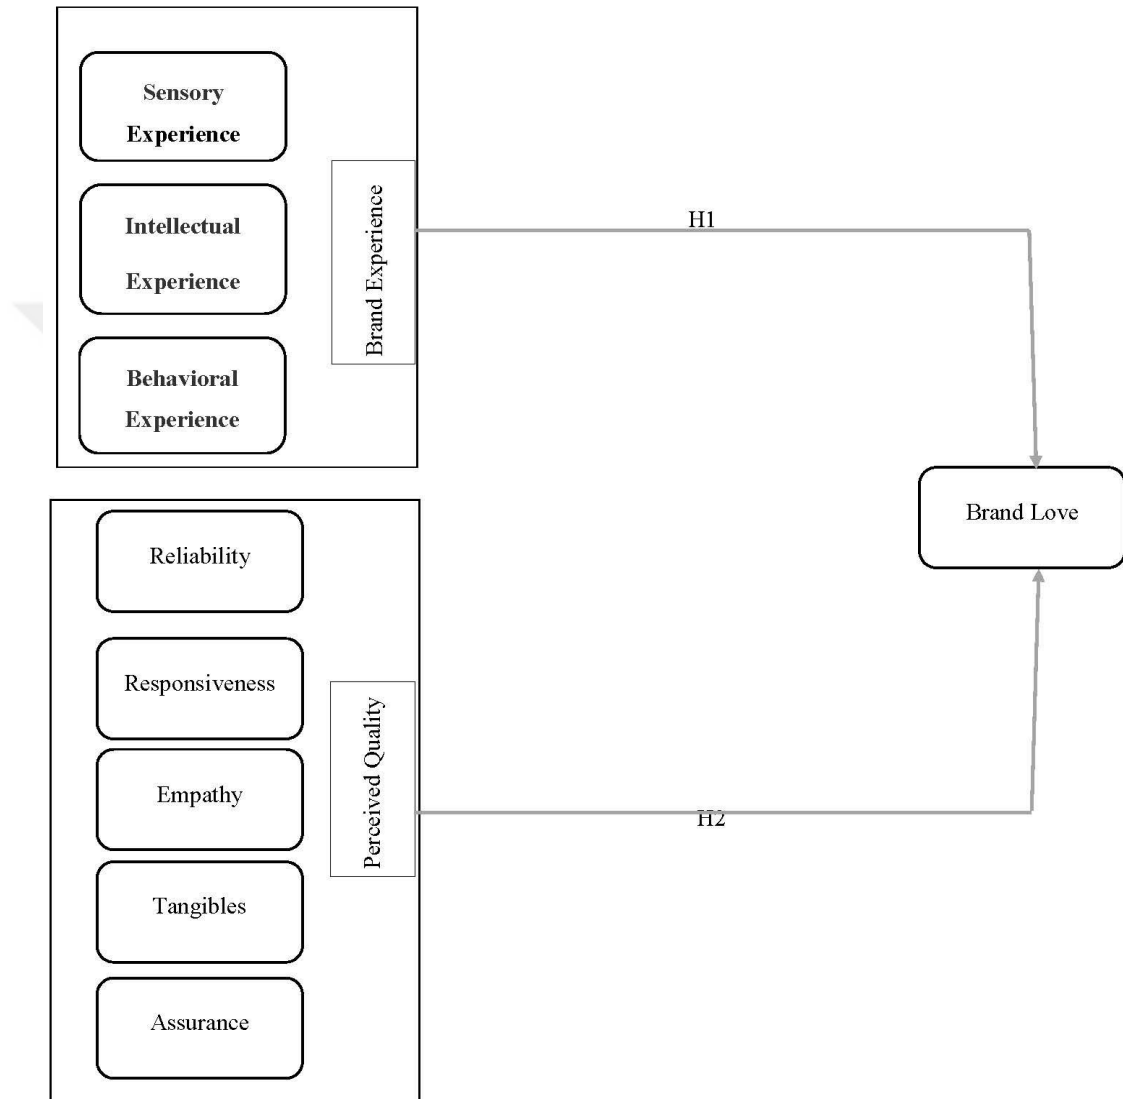 Sensory
Experience
Intellectual
Experience
Behavioral
Experience
Brand Experience
H1
Brand Love
Reliability
Responsiveness
Empathy
Tangibles
Assurance
Perceived Quality
H2